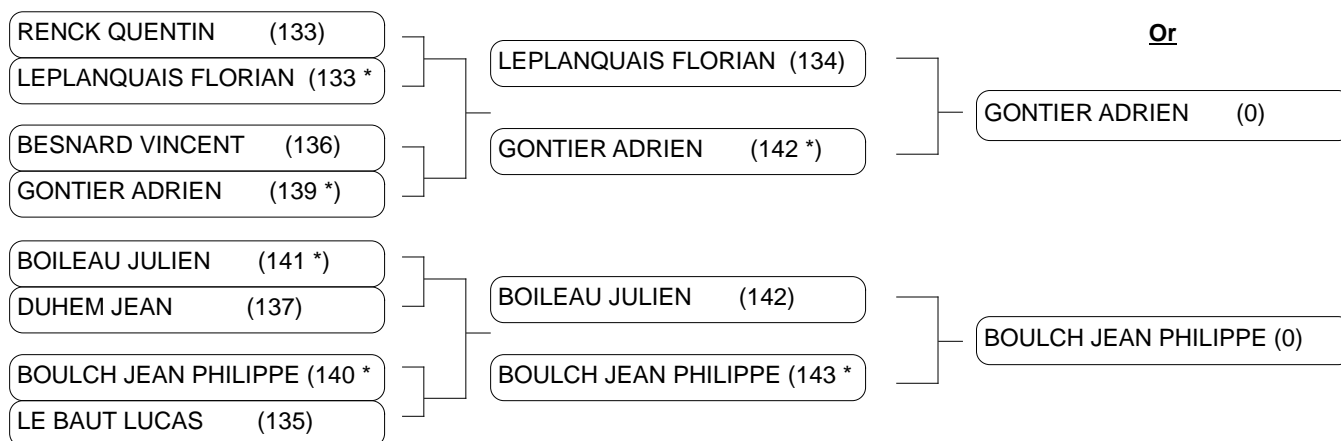 RENCK QUENTIN (133)
LEPLANQUAIS FLORIAN (133 *
BESNARD VINCENT (136)
GONTIER ADRIEN (139 *)
BOILEAU JULIEN (141 *)
DUHEM JEAN (137)
BOULCH JEAN PHILIPPE (140 *
LE BAUT LUCAS (135)
LEPLANQUAIS FLORIAN (134)
GONTIER ADRIEN (142 *)
BOILEAU JULIEN (142)
BOULCH JEAN PHILIPPE (143 *
Or
GONTIER ADRIEN (0)
BOULCH JEAN PHILIPPE (0)